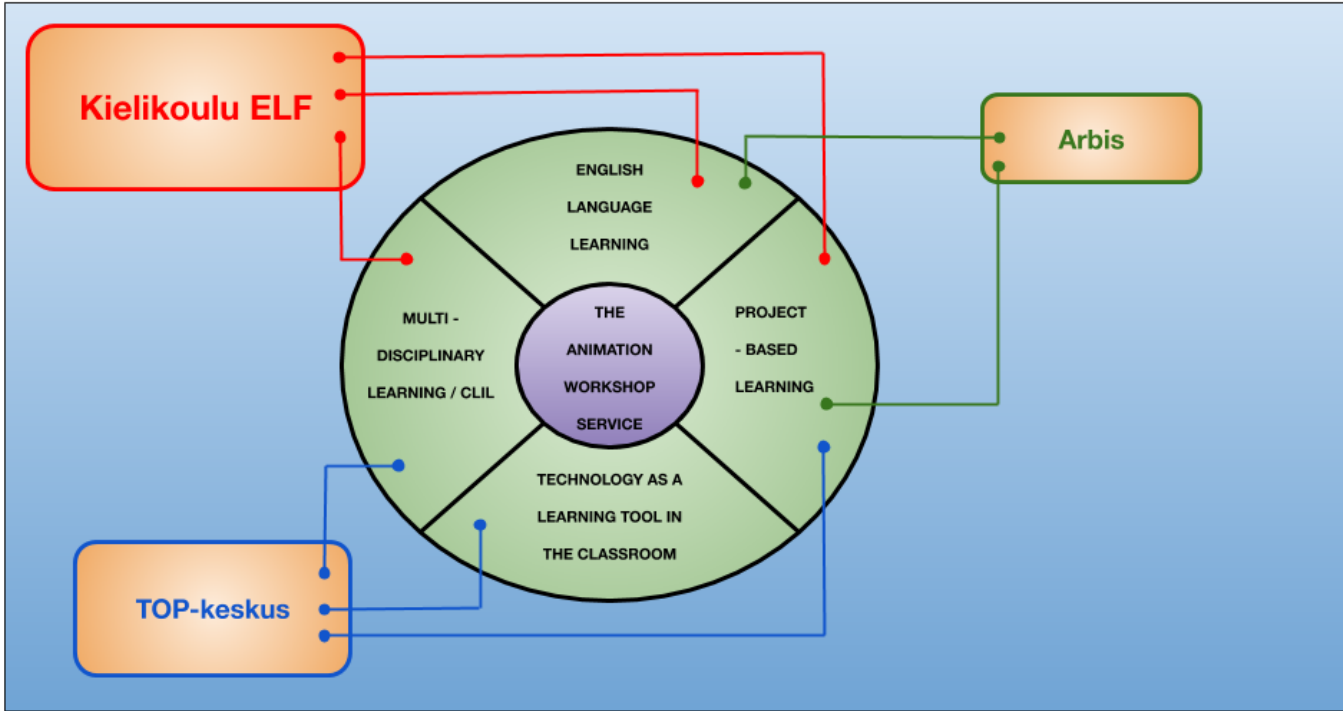 Kielikoulu ELF
Arbis
ENGLISH
LANGUAGE
LEARNING
MULTI -
DISCIPLINARY
LEARNING / CLIL
THE
ANIMATION
WORKSHOP
SERVICE
PROJECT
- BASED
LEARNING
TECHNOLOGY AS A
LEARNING TOOL IN
THE CLASSROOM
TOP-keskus